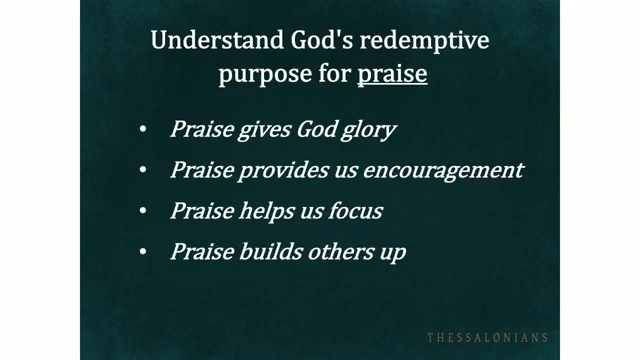 Understand God's redemptive
purpose for praise
• Praise gives God glory
• Praise provides us encouragement
• Praise helps us focus
• Praise builds others up
THESSALONIANS